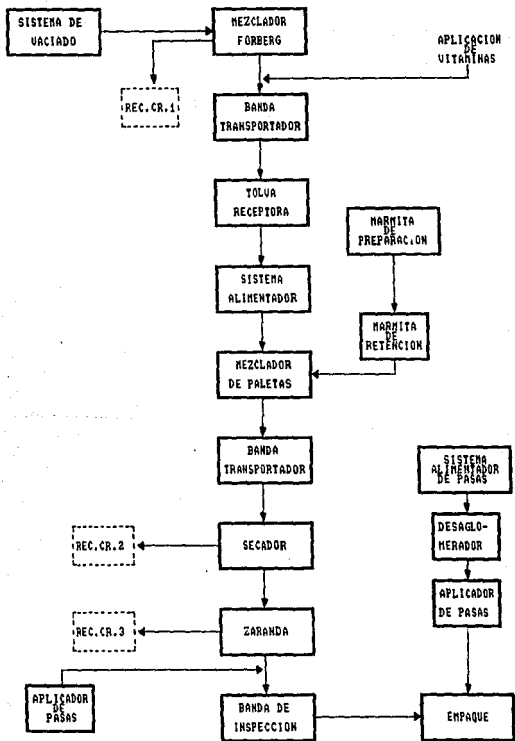 SISTEMA DE
VACIADO
MEZCLADOR
FORBERG
APLICACION
DE
VITAMINAS
REC.CR.1
BANDA
TRANSPORTADOR
TOLVA
RECEPTORA
MARMITA
DE
PREPARACION
SISTEMA
ALIMENTADOR
MARMITA
DE
RETENCION
MEZCLADOR
DE PALETAS
BANDA
TRANSPORTADOR
SISTEMA
ALIMENTADOR
DE PASAS
REC.CR.2
SECADOR
DESAGLO-
MERADOR
REC.CR.3
ZARANDA
APLICADOR
DE PASAS
APLICADOR
DE
PASAS
BANDA DE
INSPECCION
EMPAQUE